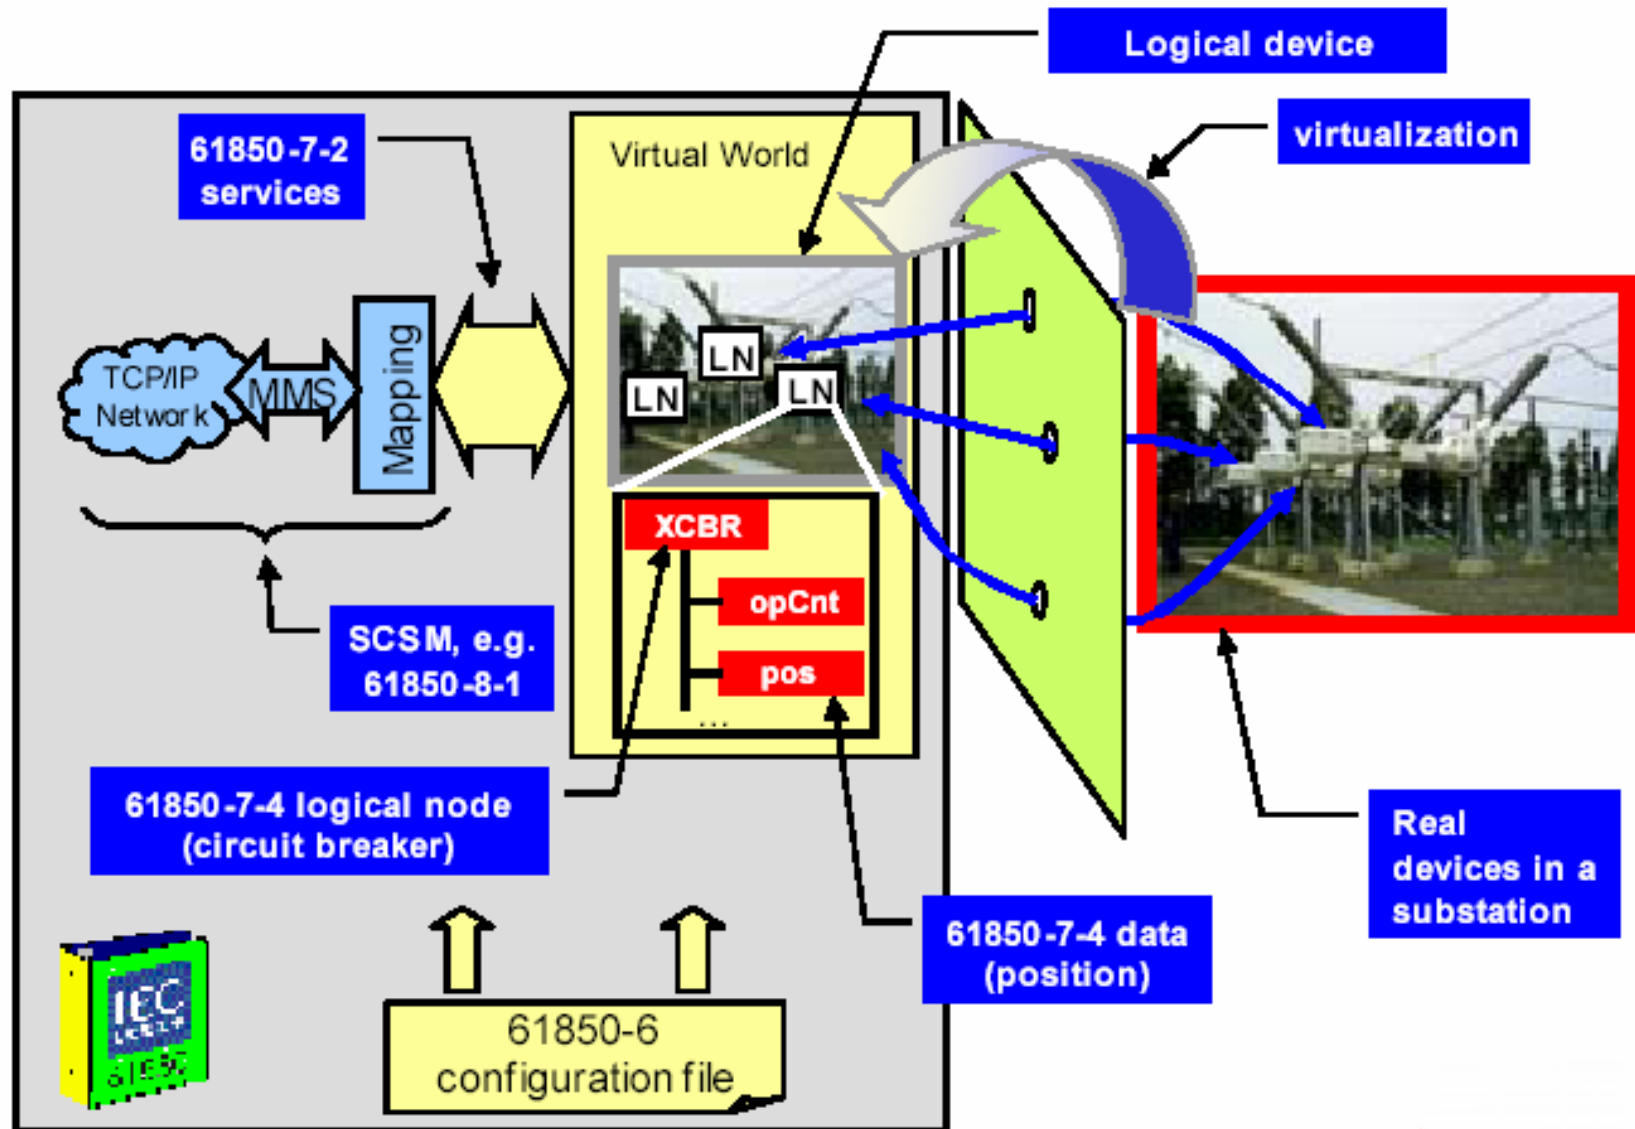 Logical device
virtualization
61850-7-2
services
Virtual World
LN
LN
LN
TCP/IP
Network
MMS
Mapping
XCBR
opCnt
pos
...
SCSM, e.g.
61850-8-1
61850-7-4 logical node
(circuit breaker)
Real
devices in a
substation
61850-7-4 data
(position)
61850-6
configuration file
IEC